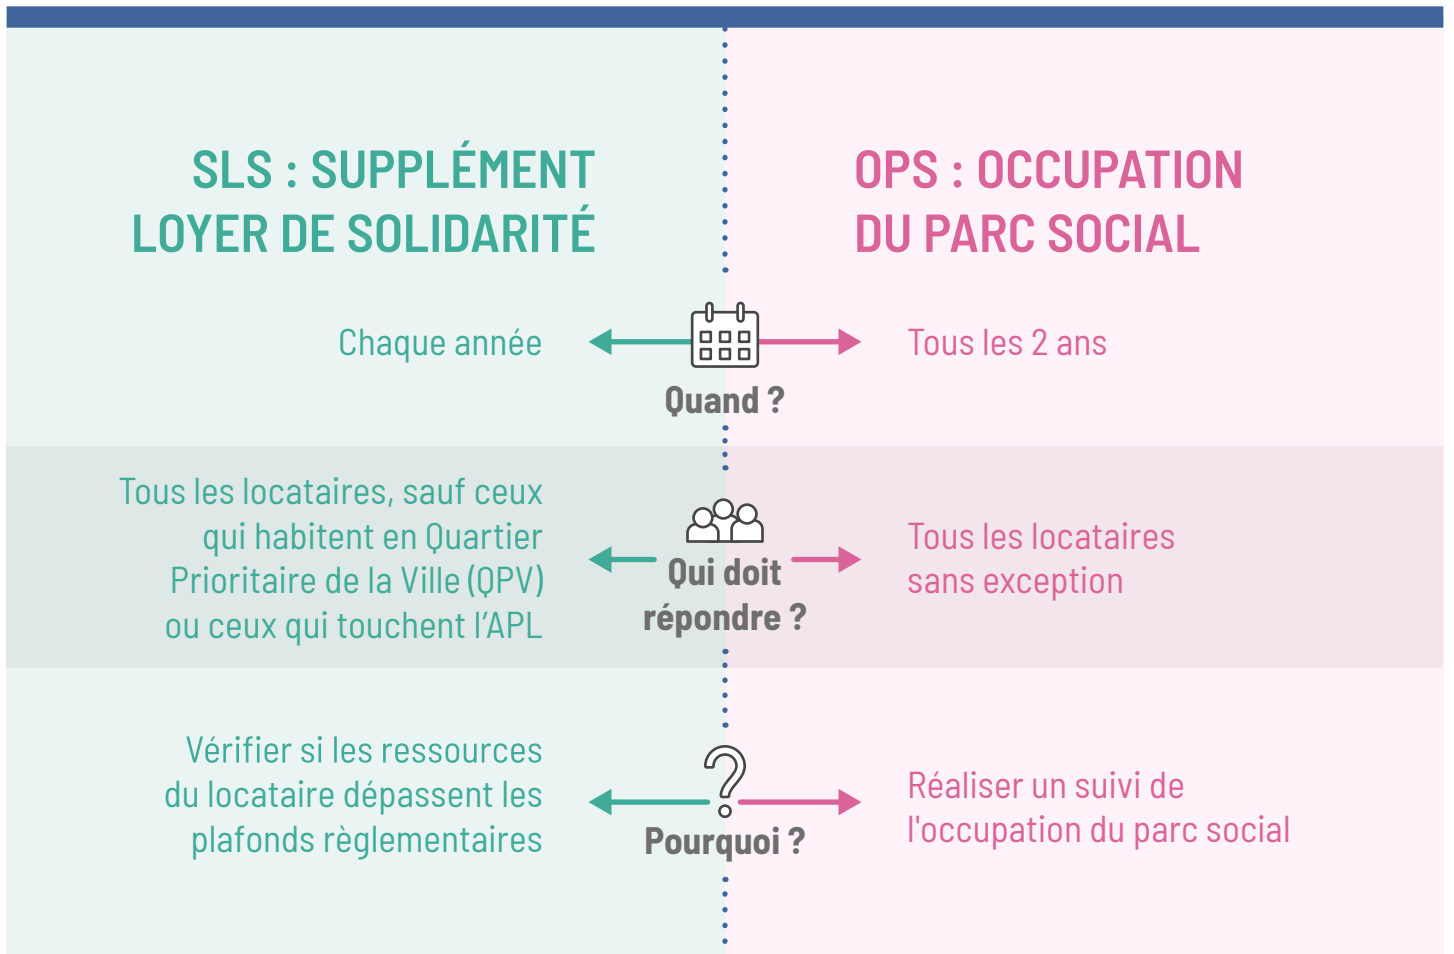 SLS : SUPPLÉMENT
LOYER DE SOLIDARITÉ
OPS : OCCUPATION
DU PARC SOCIAL
Chaque année
Quand ?
Tous les 2 ans
Tous les locataires, sauf ceux
qui habitent en Quartier
Prioritaire de la Ville (QPV)
ou ceux qui touchent l’APL
Qui doit
répondre ?
Tous les locataires
sans exception
Vérifier si les ressources
du locataire dépassent les
plafonds règlementaires
Pourquoi ?
Réaliser un suivi de
l'occupation du parc social